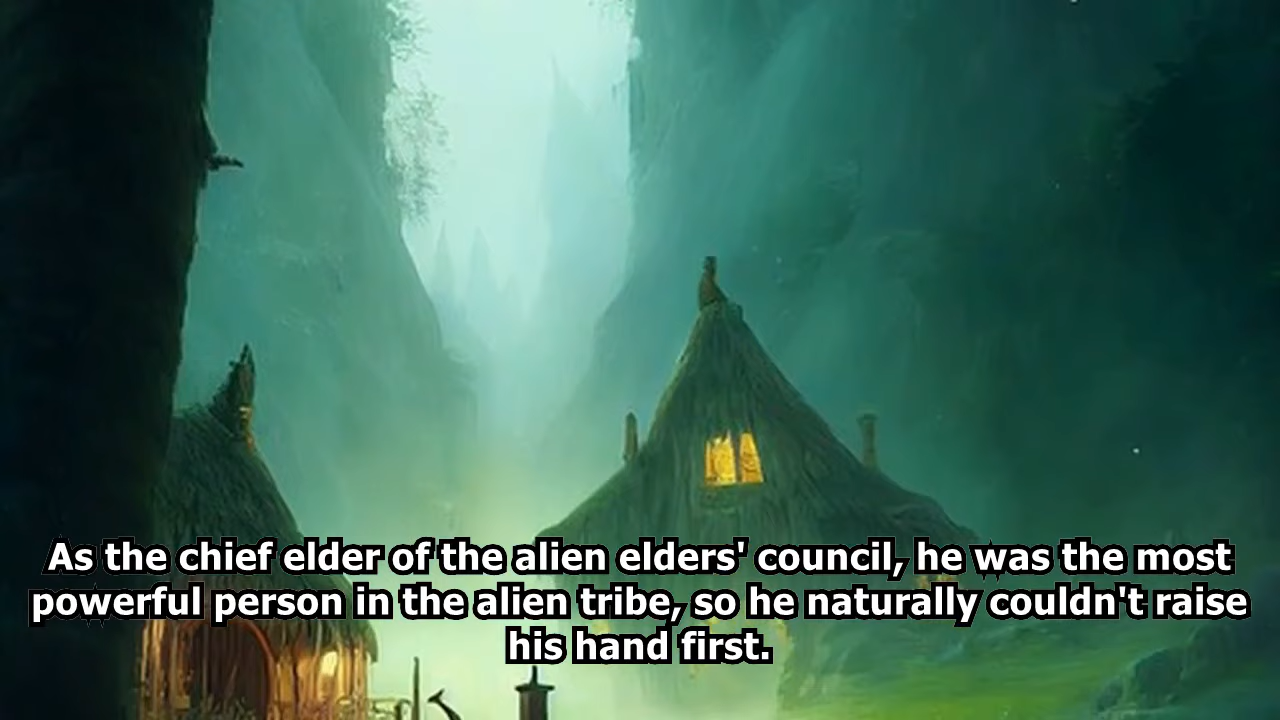 As the chief elder of the alien elders' council, he was the most
powerful person in the alien tribe, so he naturally couldn't raise
his hand first.